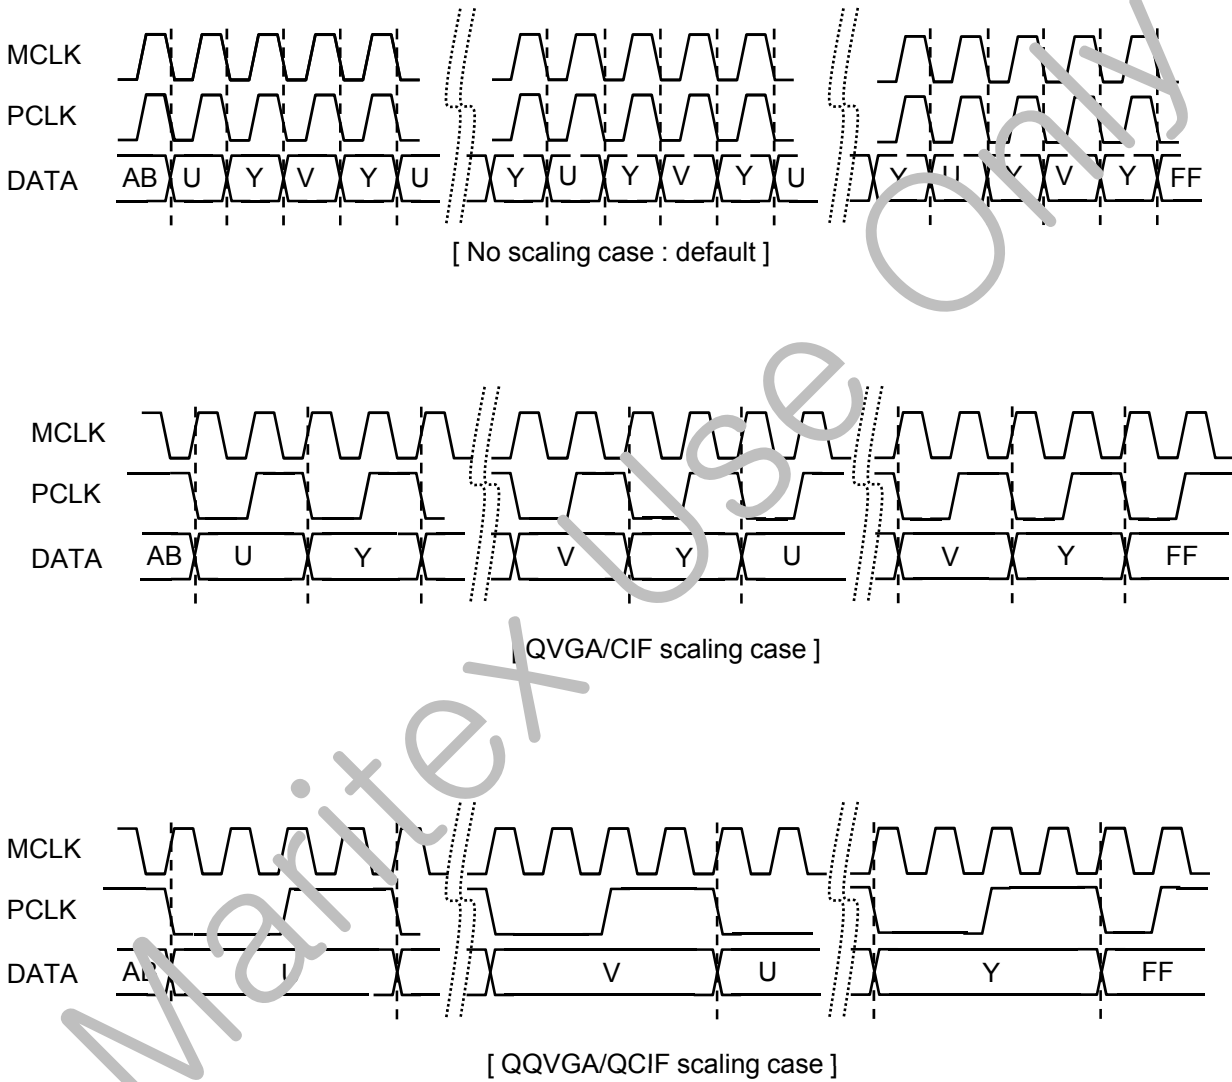 MCLK
PCLK
DATA AB U Y V Y U Y U Y V Y U Y U Y V Y FF
[ No scaling case : default ]
MCLK
PCLK
DATA AB U Y V Y U V Y FF
[ QVGA/CIF scaling case ]
MCLK
PCLK
DATA AB V U Y FF
[ QQVGA/QCIF scaling case ]
Maritex Use Only